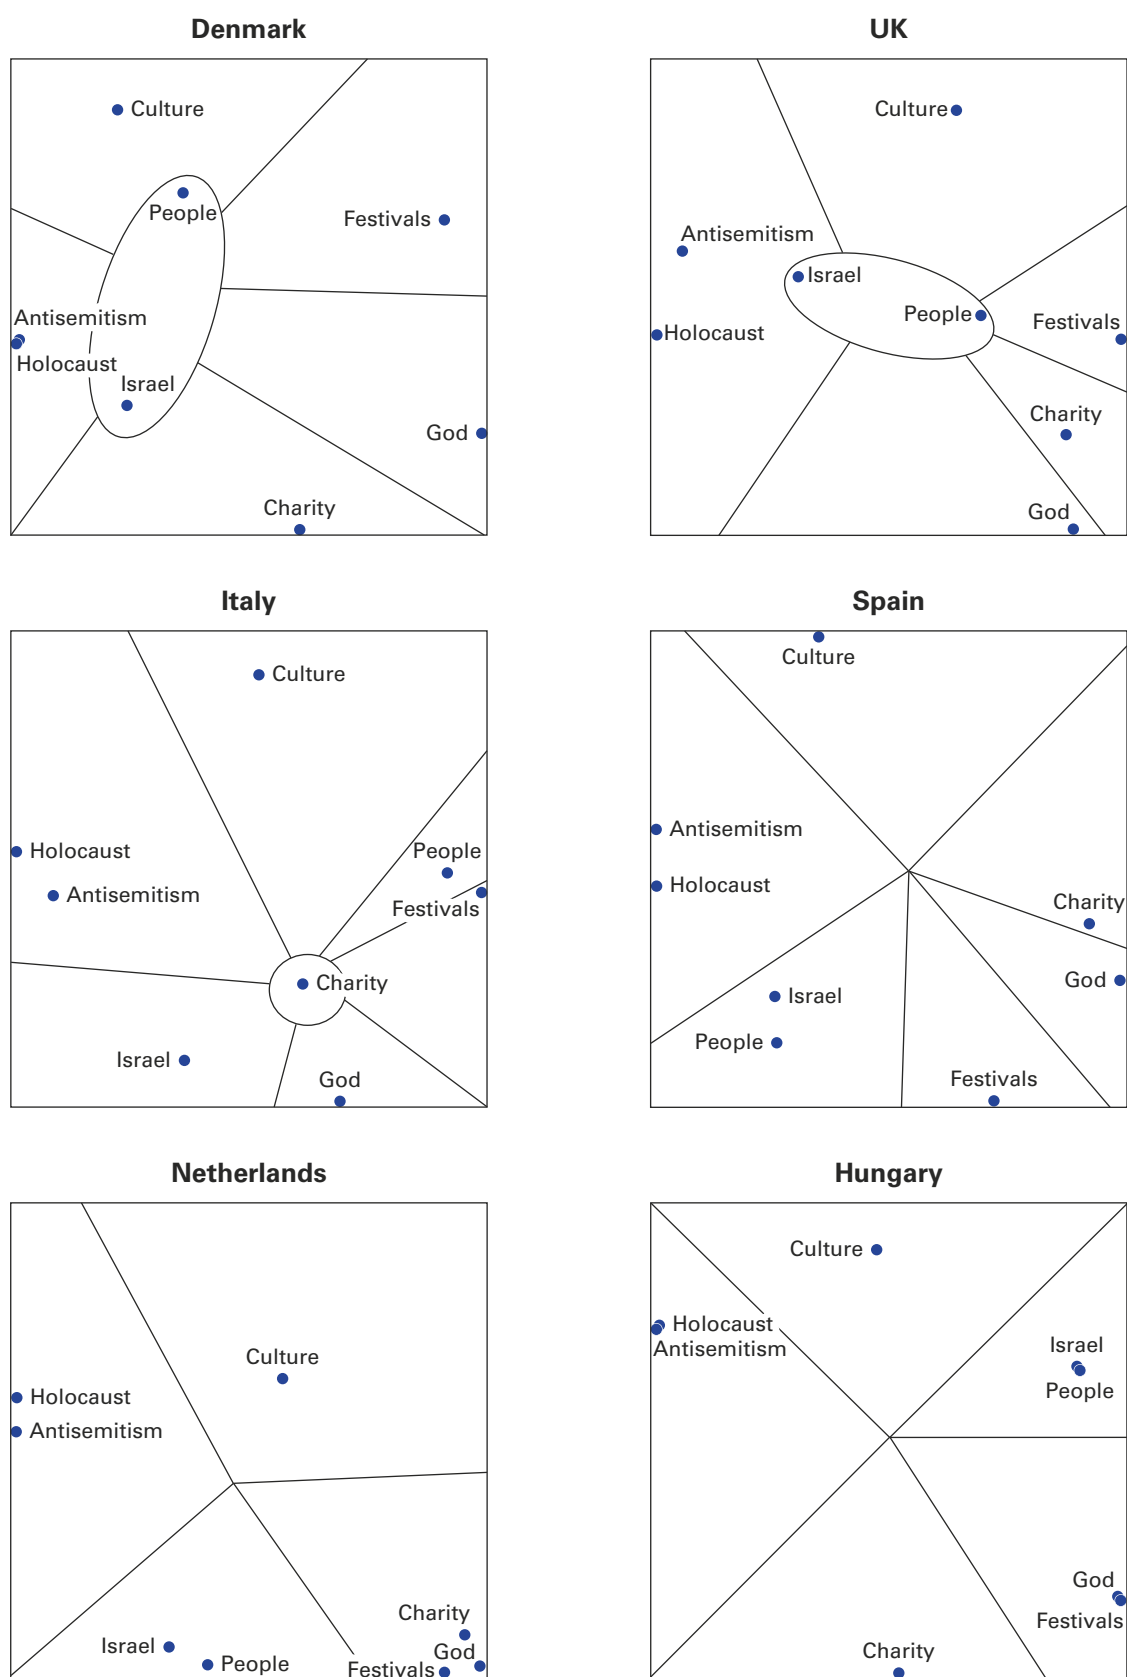 Denmark
Culture
People
Festivals
Antisemitism
Holocaust
Israel
God
Charity
UK
Culture
Antisemitism
Israel
People
Holocaust
Festivals
Charity
God
Italy
Culture
Holocaust
People
Antisemitism
Festivals
Charity
Israel
God
Spain
Culture
Antisemitism
Holocaust
Charity
God
Israel
People
Festivals
Netherlands
Culture
Holocaust
Antisemitism
Charity
Israel
God
People
Festivals
Hungary
Culture
Holocaust
Antisemitism
Israel
People
God
Festivals
Charity